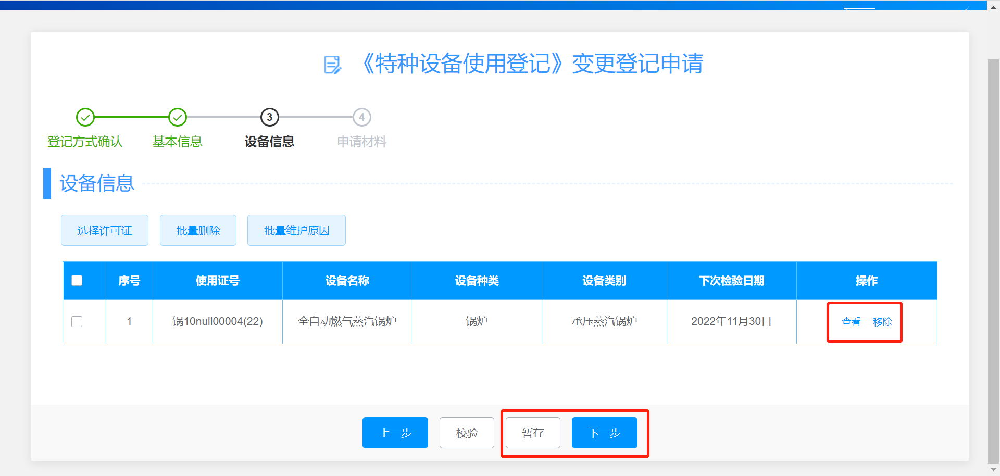 《特种设备使用登记》变更登记申请
3 4
登记方式确认 基本信息 设备信息 申请材料
设备信息
选择许可证 批量删除 批量维护原因
序号 使用证号 设备名称 设备种类 设备类别 下次检验日期 操作
1 锅10null00004(22) 全自动燃气蒸汽锅炉 锅炉 承压蒸汽锅炉 2022年11月30日 查看 移除
上一步 校验 暂存 下一步